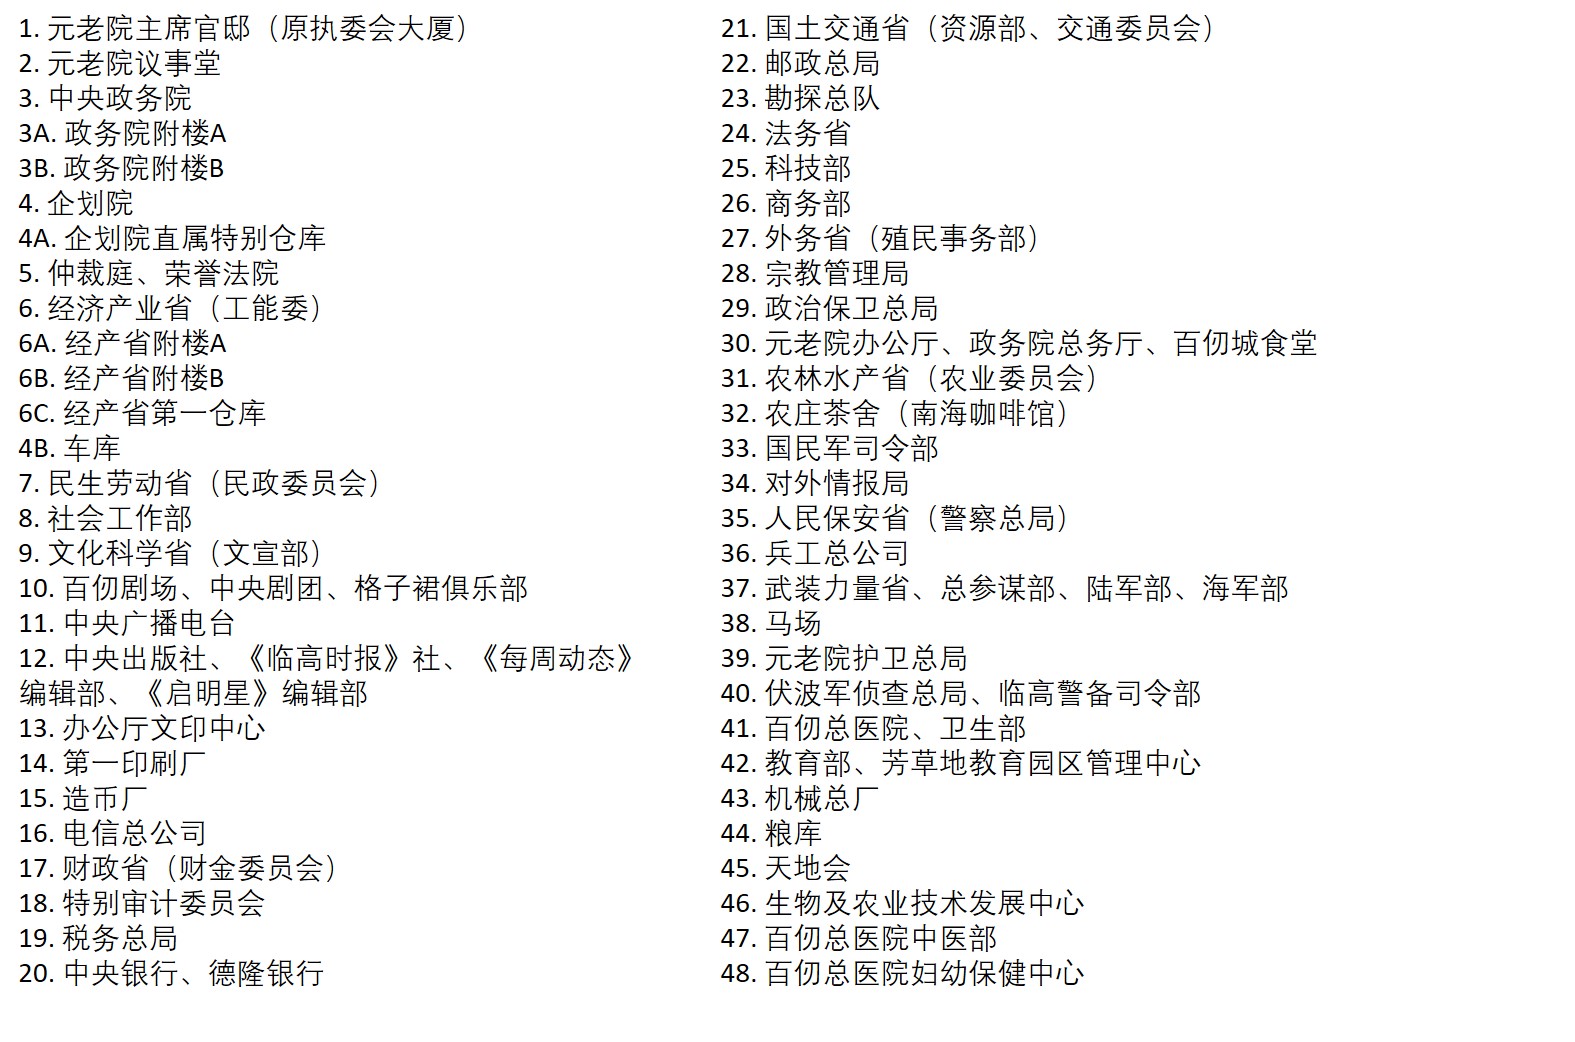 1. 元老院主席官邸（原执委会大厦）
2. 元老院议事堂
3. 中央政务院
3A. 政务院附楼A
3B. 政务院附楼B
4. 企划院
4A. 企划院直属特别仓库
5. 仲裁庭、荣誉法院
6. 经济产业省（工能委）
6A. 经产省附楼A
6B. 经产省附楼B
6C. 经产省第一仓库
4B. 车库
7. 民生劳动省（民政委员会）
8. 社会工作部
9. 文化科学省（文宣部）
10. 百仞剧场、中央剧团、格子裙俱乐部
11. 中央广播电台
12. 中央出版社、《临高时报》社、《每周动态》
编辑部、《启明星》编辑部
13. 办公厅文印中心
14. 第一印刷厂
15. 造币厂
16. 电信总公司
17. 财政省（财金委员会）
18. 特别审计委员会
19. 税务总局
20. 中央银行、德隆银行
21. 国土交通省（资源部、交通委员会）
22. 邮政总局
23. 勘探总队
24. 法务省
25. 科技部
26. 商务部
27. 外务省（殖民事务部）
28. 宗教管理局
29. 政治保卫总局
30. 元老院办公厅、政务院总务厅、百仞城食堂
31. 农林水产省（农业委员会）
32. 农庄茶舍（南海咖啡馆）
33. 国民军司令部
34. 对外情报局
35. 人民保安省（警察总局）
36. 兵工总公司
37. 武装力量省、总参谋部、陆军部、海军部
38. 马场
39. 元老院护卫总局
40. 伏波军侦查总局、临高警备司令部
41. 百仞总医院、卫生部
42. 教育部、芳草地教育园区管理中心
43. 机械总厂
44. 粮库
45. 天地会
46. 生物及农业技术发展中心
47. 百仞总医院中医部
48. 百仞总医院妇幼保健中心